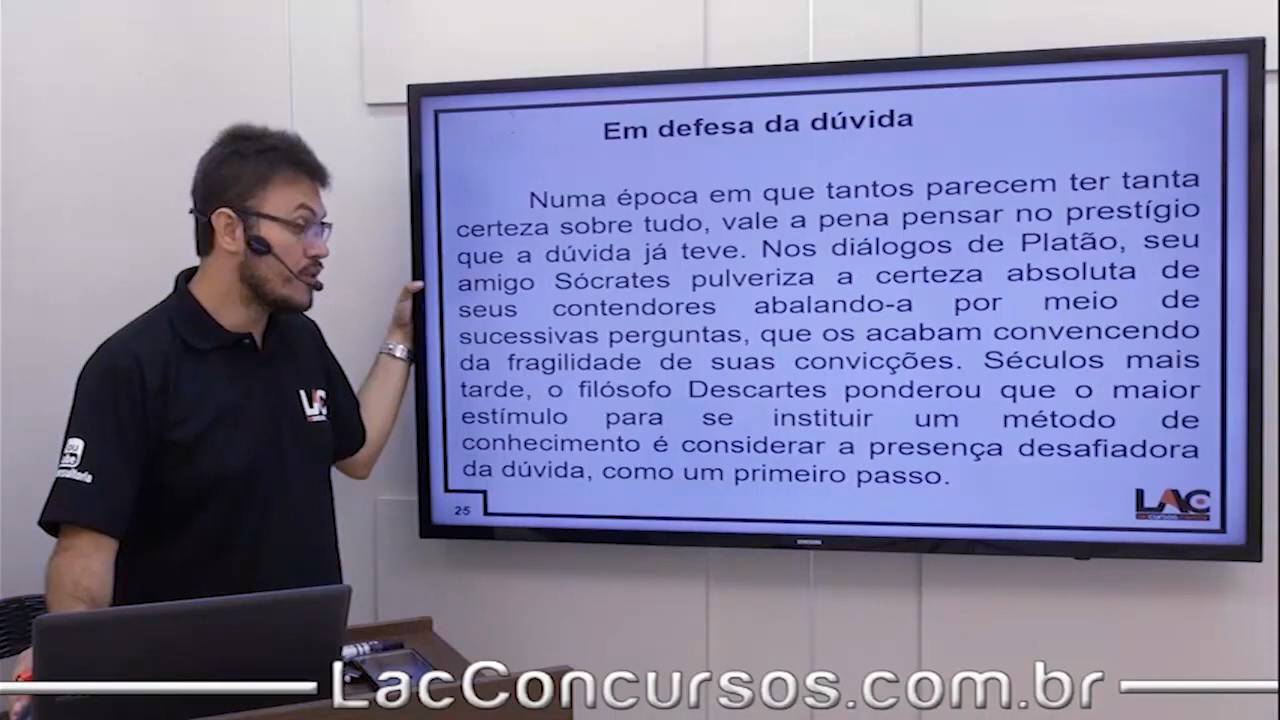 Em defesa da dúvida
Numa época em que tantos parecem ter tanta
certeza sobre tudo, vale a pena pensar no prestígio
que a dúvida já teve. Nos diálogos de Platão, seu
amigo Sócrates pulveriza a certeza absoluta de
seus contendores abalando-a por meio de
sucessivas perguntas, que os acabam convencendo
da fragilidade de suas convicções. Séculos mais
tarde, o filósofo Descartes ponderou que o maior
estímulo para se instituir um método de
conhecimento é considerar a presença desafiadora
da dúvida, como um primeiro passo.
25
LAC
LAC
LacConcursos.com.br